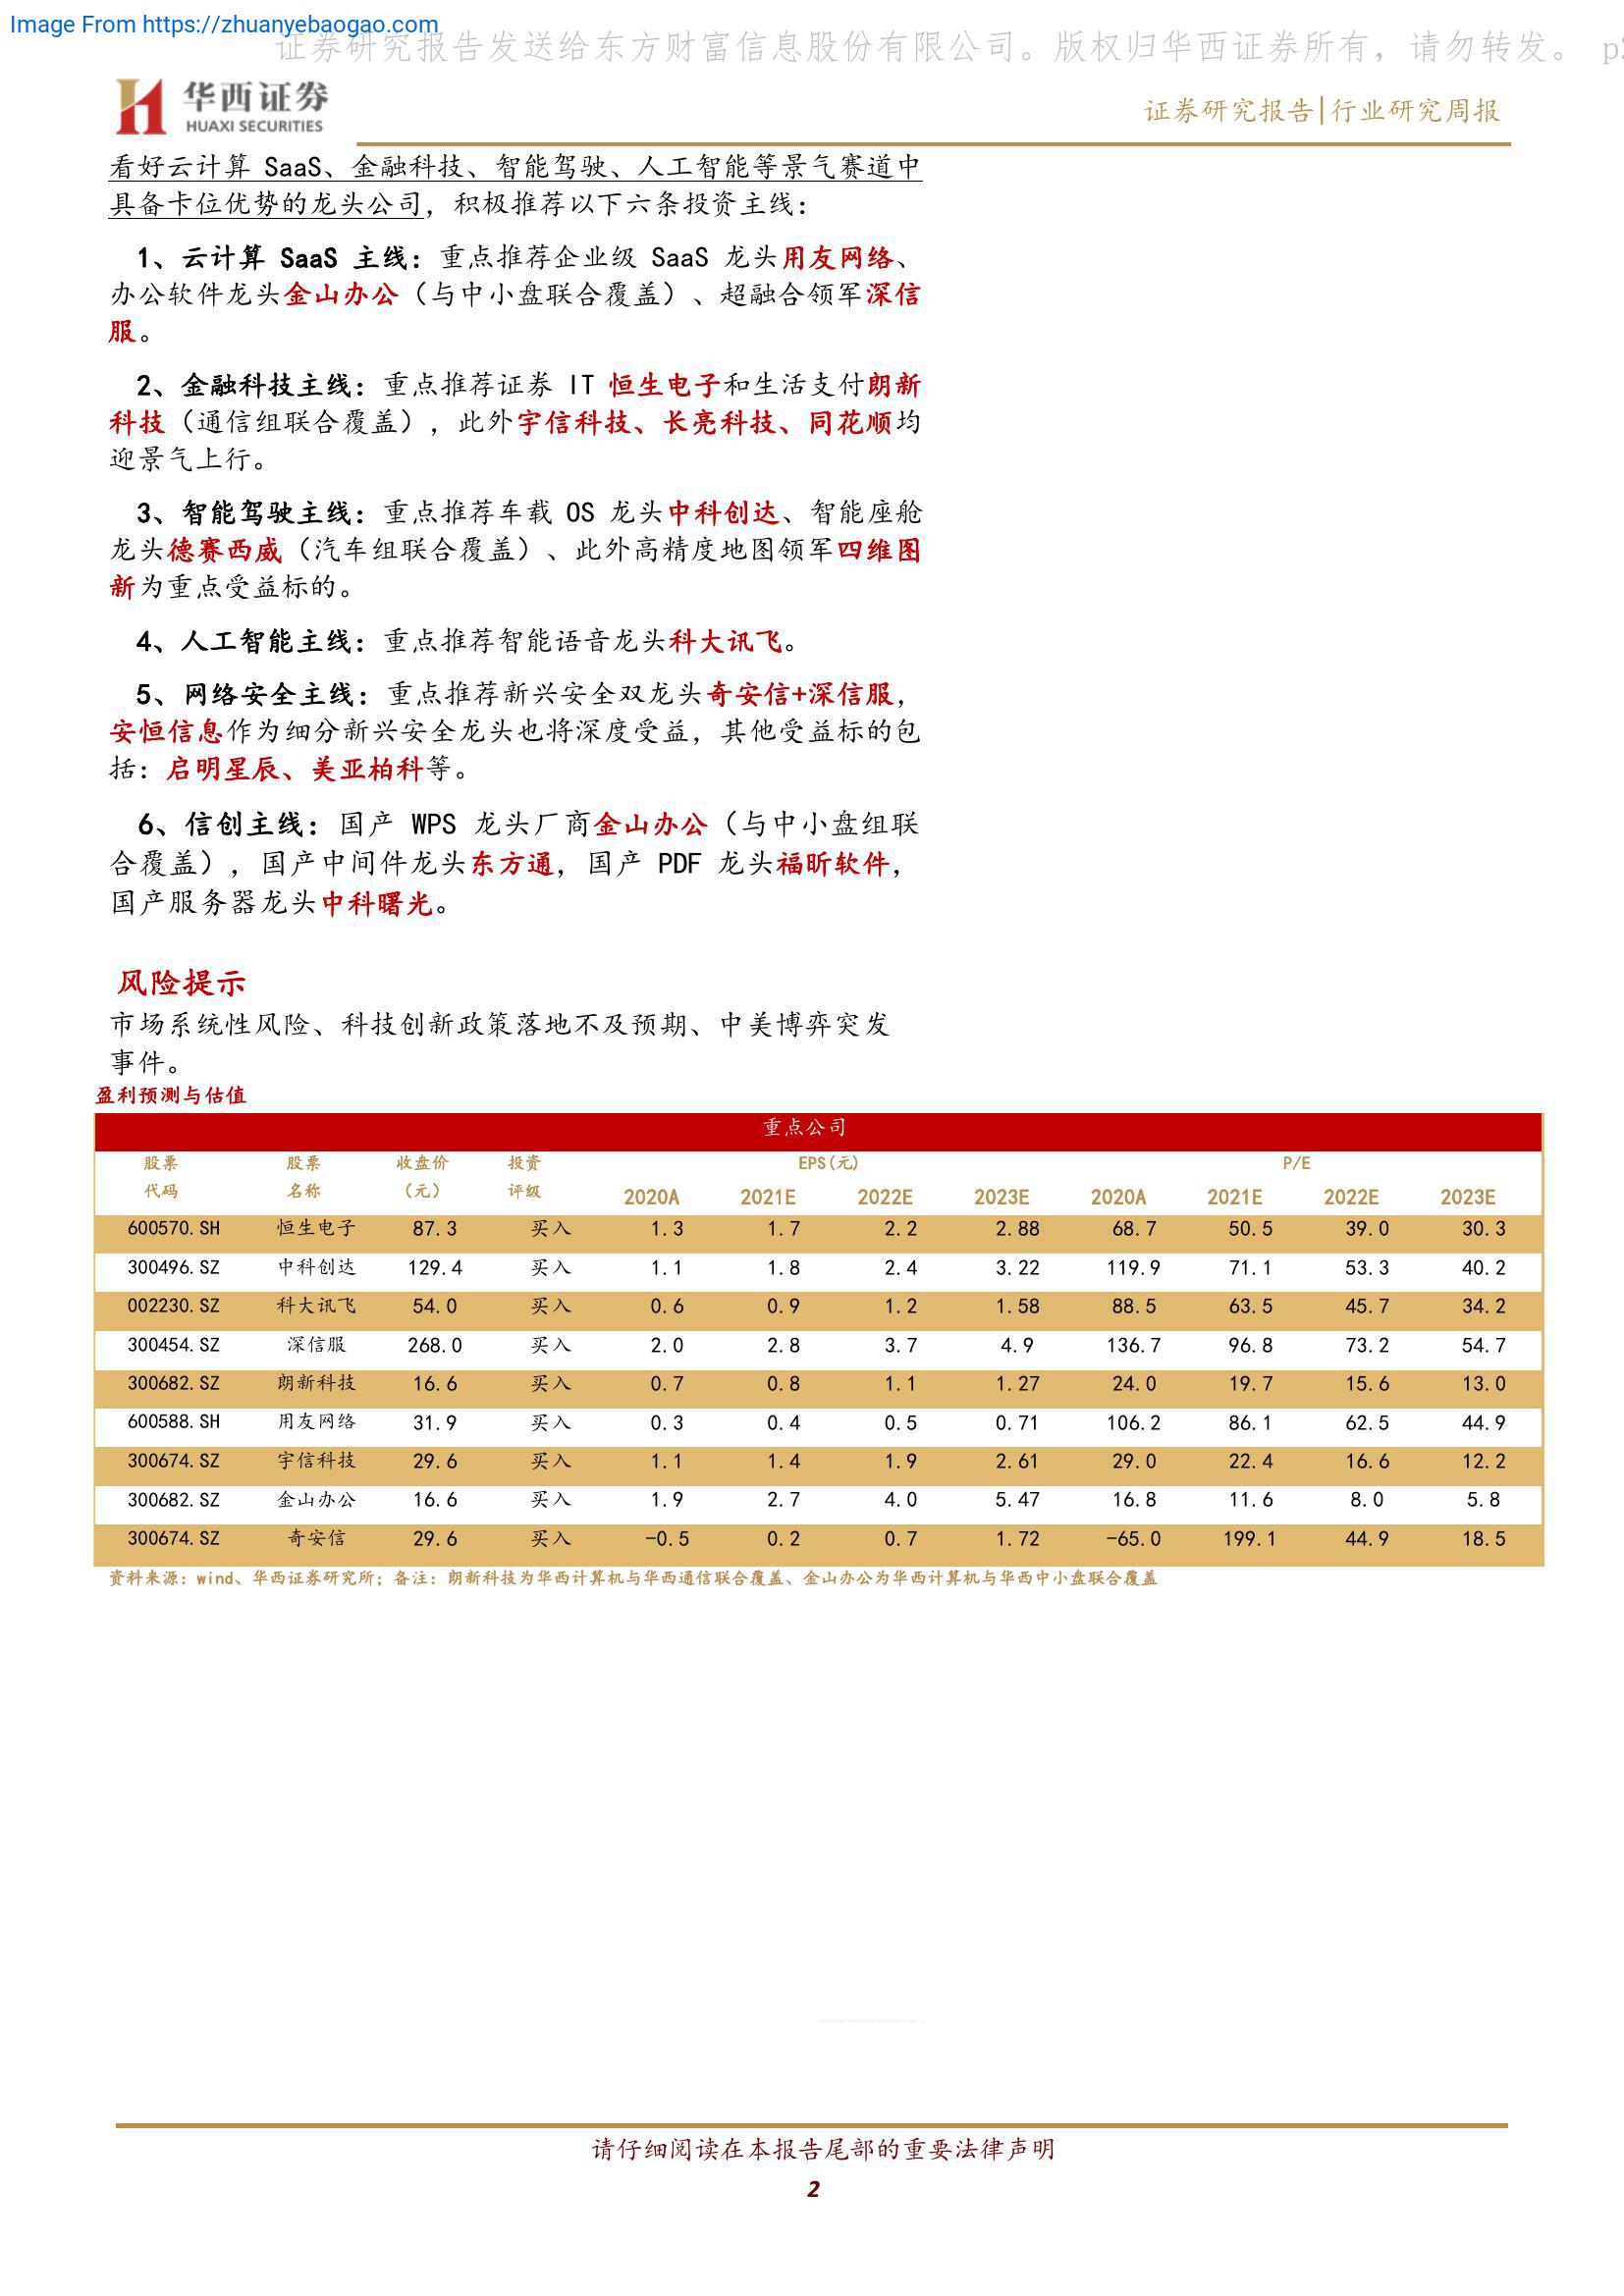 Image From https://zhuanyebaogao.com
证券研究报告发送给东方财富信息股份有限公司。版权归华西证券所有，请勿转发。 p2
华西证券
HUAXI SECURITIES
证券研究报告|行业研究周报
看好云计算 SaaS、金融科技、智能驾驶、人工智能等景气赛道中
具备卡位优势的龙头公司，积极推荐以下六条投资主线：
1、云计算 SaaS 主线：重点推荐企业级 SaaS 龙头用友网络、
办公软件龙头金山办公（与中小盘联合覆盖）、超融合领军深信
服。
2、金融科技主线：重点推荐证券 IT 恒生电子和生活支付朗新
科技（通信组联合覆盖），此外宇信科技、长亮科技、同花顺均
迎景气上行。
3、智能驾驶主线：重点推荐车载 OS 龙头中科创达、智能座舱
龙头德赛西威（汽车组联合覆盖）、此外高精度地图领军四维图
新为重点受益标的。
4、人工智能主线：重点推荐智能语音龙头科大讯飞。
5、网络安全主线：重点推荐新兴安全双龙头奇安信+深信服，
安恒信息作为细分新兴安全龙头也将深度受益，其他受益标的包
括：启明星辰、美亚柏科等。
6、信创主线：国产 WPS 龙头厂商金山办公（与中小盘组联
合覆盖），国产中间件龙头东方通，国产 PDF 龙头福昕软件，
国产服务器龙头中科曙光。
风险提示
市场系统性风险、科技创新政策落地不及预期、中美博弈突发
事件。
盈利预测与估值
重点公司
股票 股票 收盘价 投资 EPS(元) P/E
代码 名称 （元） 评级 2020A 2021E 2022E 2023E 2020A 2021E 2022E 2023E
600570.SH 恒生电子 87.3 买入 1.3 1.7 2.2 2.88 68.7 50.5 39.0 30.3
300496.SZ 中科创达 129.4 买入 1.1 1.8 2.4 3.22 119.9 71.1 53.3 40.2
002230.SZ 科大讯飞 54.0 买入 0.6 0.9 1.2 1.58 88.5 63.5 45.7 34.2
300454.SZ 深信服 268.0 买入 2.0 2.8 3.7 4.9 136.7 96.8 73.2 54.7
300682.SZ 朗新科技 16.6 买入 0.7 0.8 1.1 1.27 24.0 19.7 15.6 13.0
600588.SH 用友网络 31.9 买入 0.3 0.4 0.5 0.71 106.2 86.1 62.5 44.9
300674.SZ 宇信科技 29.6 买入 1.1 1.4 1.9 2.61 29.0 22.4 16.6 12.2
300682.SZ 金山办公 16.6 买入 1.9 2.7 4.0 5.47 16.8 11.6 8.0 5.8
300674.SZ 奇安信 29.6 买入 -0.5 0.2 0.7 1.72 -65.0 199.1 44.9 18.5
资料来源：wind、华西证券研究所；备注：朗新科技为华西计算机与华西通信联合覆盖、金山办公为华西计算机与华西中小盘联合覆盖
请仔细阅读在本报告尾部的重要法律声明
2